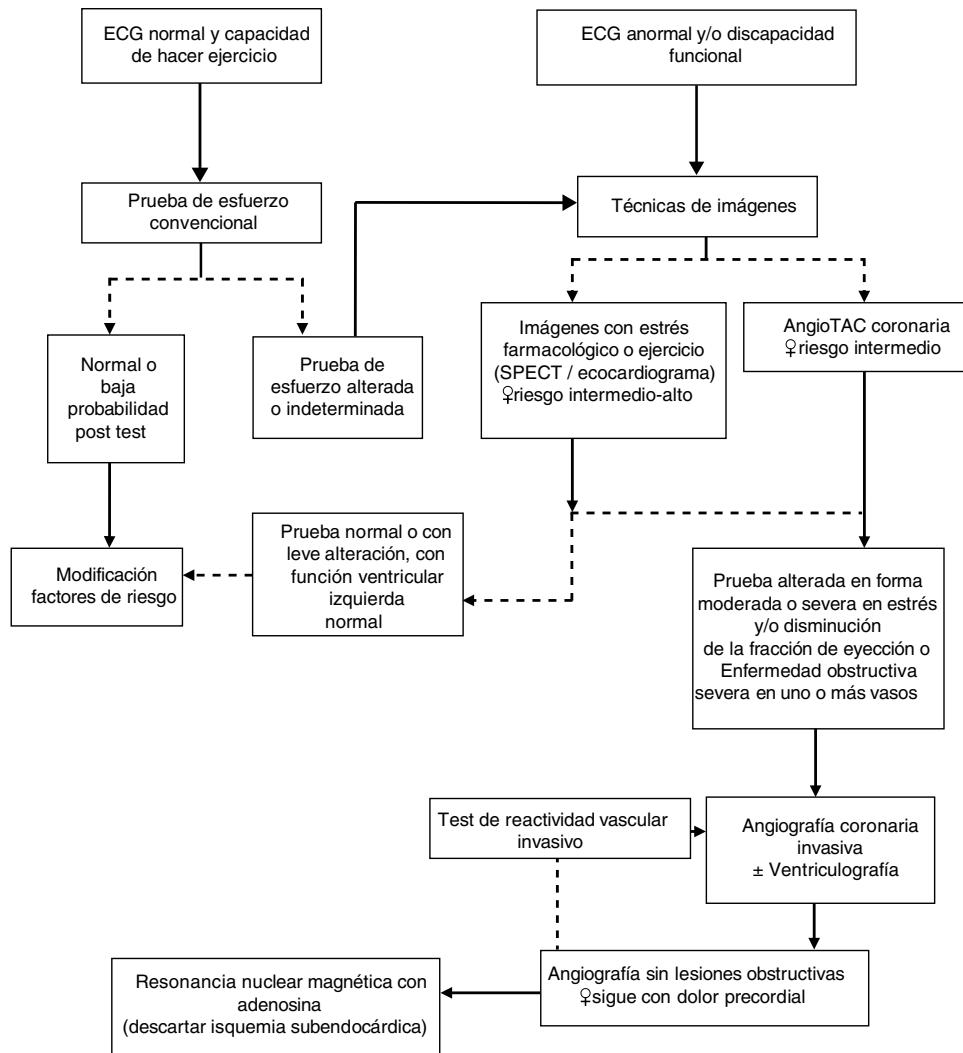 ECG normal y capacidad
de hacer ejercicio
ECG anormal y/o discapacidad
funcional
Prueba de esfuerzo
convencional
Técnicas de imágenes
Normal o
baja
probabilidad
post test
Prueba de
esfuerzo alterada
o indeterminada
Imágenes con estrés
farmacológico o ejercicio
(SPECT / ecocardiograma)
♀riesgo intermedio-alto
AngioTAC coronaria
♀riesgo intermedio
Modificación
factores de riesgo
Prueba normal o con
leve alteración, con
función ventricular
izquierda
normal
Prueba alterada en forma
moderada o severa en estrés
y/o disminución
de la fracción de eyección o
Enfermedad obstructiva
severa en uno o más vasos
Test de reactividad vascular
invasivo
Angiografía coronaria
invasiva
± Ventriculografía
Resonancia nuclear magnética con
adenosina
(descartar isquemia subendocárdica)
Angiografía sin lesiones obstructivas
♀sigue con dolor precordial